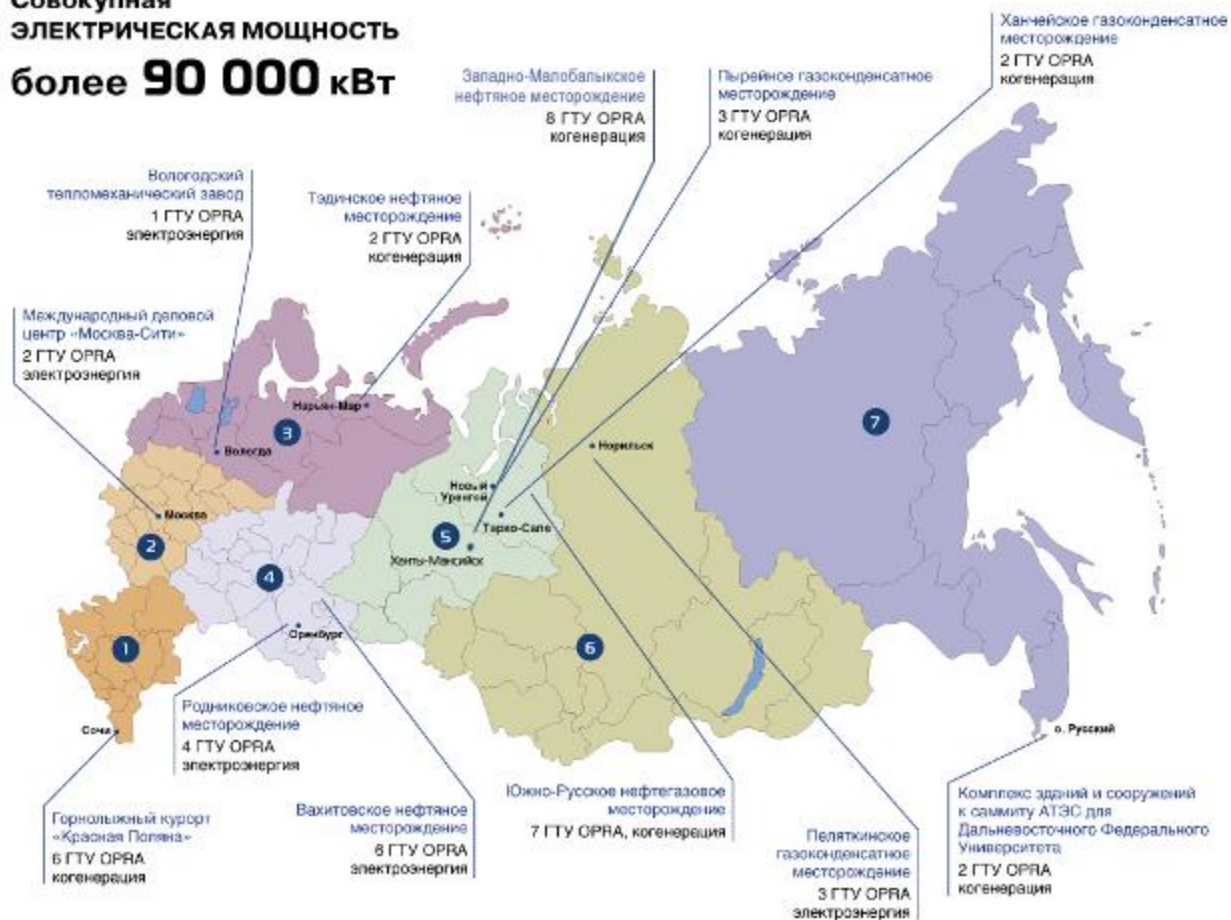 Совокупная
ЭЛЕКТРИЧЕСКАЯ МОЩНОСТЬ
более 90 000 кВт
Ханчейское газоконденсатное
месторождение
2 ГТУ OPRA
когенерация
Западно-Малобалыкское
нефтяное месторождение
8 ГТУ OPRA
когенерация
Пырейное газоконденсатное
месторождение
3 ГТУ OPRA
когенерация
Вологодский
тепломеханический завод
1 ГТУ OPRA
электроэнергия
Тэдинское нефтяное
месторождение
2 ГТУ OPRA
когенерация
Международный деловой
центр «Москва-Сити»
2 ГТУ OPRA
электроэнергия
Нарьян-Мар
3
Вологда
7
Норильск
Новый
Уренгой
Москва
Тарко-Сале
5
2
Ханты-Мансийск
4
Оренбург
1
6
Сочи
о. Русский
Родниковское нефтяное
месторождение
4 ГТУ OPRA
электроэнергия
Горнолыжный курорт
«Красная Поляна»
6 ГТУ OPRA
когенерация
Вахитовское нефтяное
месторождение
6 ГТУ OPRA
электроэнергия
Южно-Русское нефтегазовое
месторождение
7 ГТУ OPRA, когенерация
Пеляткинское
газоконденсатное
месторождение
3 ГТУ OPRA
электроэнергия
Комплекс зданий и сооружений
к саммиту АТЭС для
Дальневосточного Федерального
Университета
2 ГТУ OPRA
когенерация